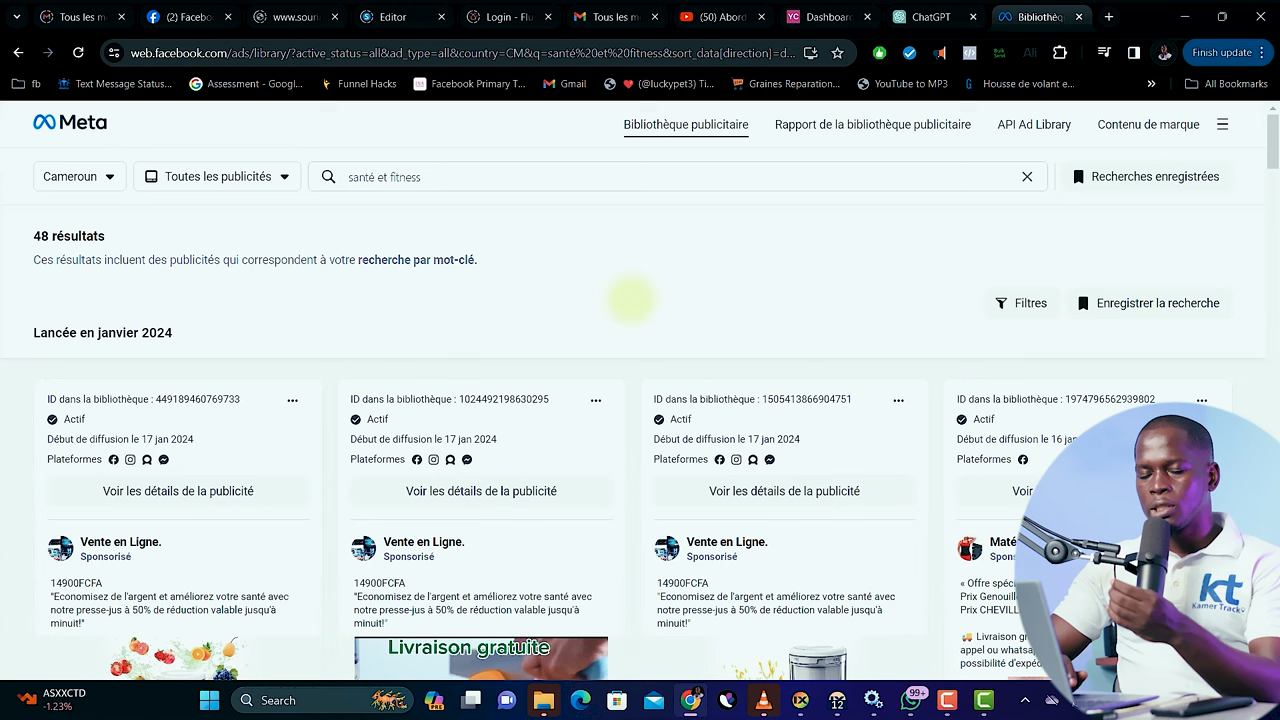 Tous les m
(2) Facebo
www.souri
Editor
Login - Flu
Tous les m
(50) Abord
Dashboard
ChatGPT
Bibliothèq
web.facebook.com/ads/library/?active_status=all&ad_type=all&country=CM&q=santé%20et%20fitness&sort_data[direction]=d...
Finish update
fb
Text Message Status...
Assessment - Googl...
Funnel Hacks
Facebook Primary T...
Gmail
(@luckypet3) Ti...
Graines Reparation...
YouTube to MP3
Housse de volant e...
All Bookmarks
Meta
Bibliothèque publicitaire
Rapport de la bibliothèque publicitaire
API Ad Library
Contenu de marque
Cameroun
Toutes les publicités
santé et fitness
Recherches enregistrées
48 résultats
Ces résultats incluent des publicités qui correspondent à votre recherche par mot-clé.
Filtres
Enregistrer la recherche
Lancée en janvier 2024
ID dans la bibliothèque : 449189460769733
Actif
Début de diffusion le 17 jan 2024
Plateformes
Voir les détails de la publicité
Vente en Ligne.
Sponsorisé
14900FCFA
"Economisez de l'argent et améliorez votre santé avec
notre presse-jus à 50% de réduction valable jusqu'à
minuit!"
ID dans la bibliothèque : 1024492198630295
Actif
Début de diffusion le 17 jan 2024
Plateformes
Voir les détails de la publicité
Vente en Ligne.
Sponsorisé
14900FCFA
"Economisez de l'argent et améliorez votre santé avec
notre presse-jus à 50% de réduction valable jusqu'à
minuit!"
Livraison gratuite
ID dans la bibliothèque : 1505413866904751
Actif
Début de diffusion le 17 jan 2024
Plateformes
Voir les détails de la publicité
Vente en Ligne.
Sponsorisé
14900FCFA
"Economisez de l'argent et améliorez votre santé avec
notre presse-jus à 50% de réduction valable jusqu'à
minuit!"
ID dans la bibliothèque : 1974796562939802
Actif
Début de diffusion le 16 jan
Plateformes
Voir
Maté
Spons
« Offre spéci
Prix Genouill
Prix CHEVILL
Livraison gr
appel ou whatsa
possibilité d'expéd
kt
Kamer Track
ASXXCTD
-1.23%
Search
12
99+